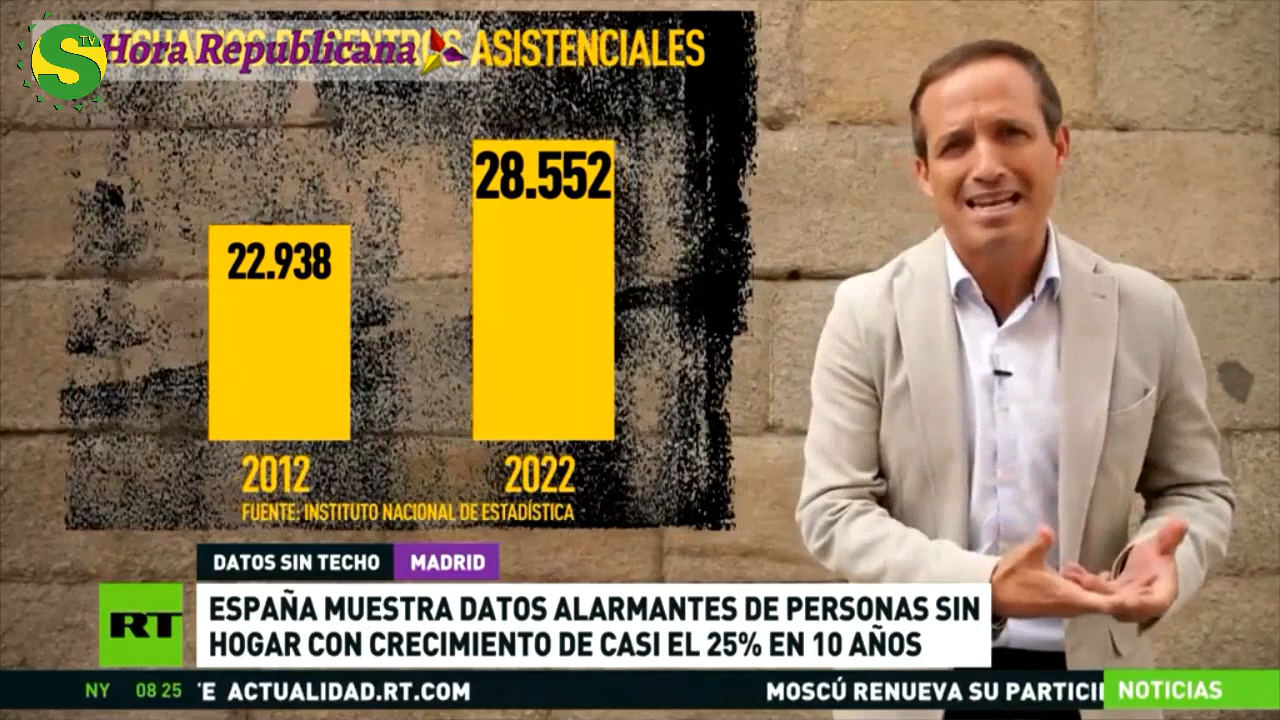 STV
Hora Republicana
ASISTENCIALES
22.938
28.552
2012
2022
FUENTE: INSTITUTO NACIONAL DE ESTADÍSTICA
DATOS SIN TECHO
MADRID
RT
ESPAÑA MUESTRA DATOS ALARMANTES DE PERSONAS SIN
HOGAR CON CRECIMIENTO DE CASI EL 25% EN 10 AÑOS
NY 08 25 'E ACTUALIDAD.RT.COM
MOSCÚ RENUEVA SU PARTICI
NOTICIAS